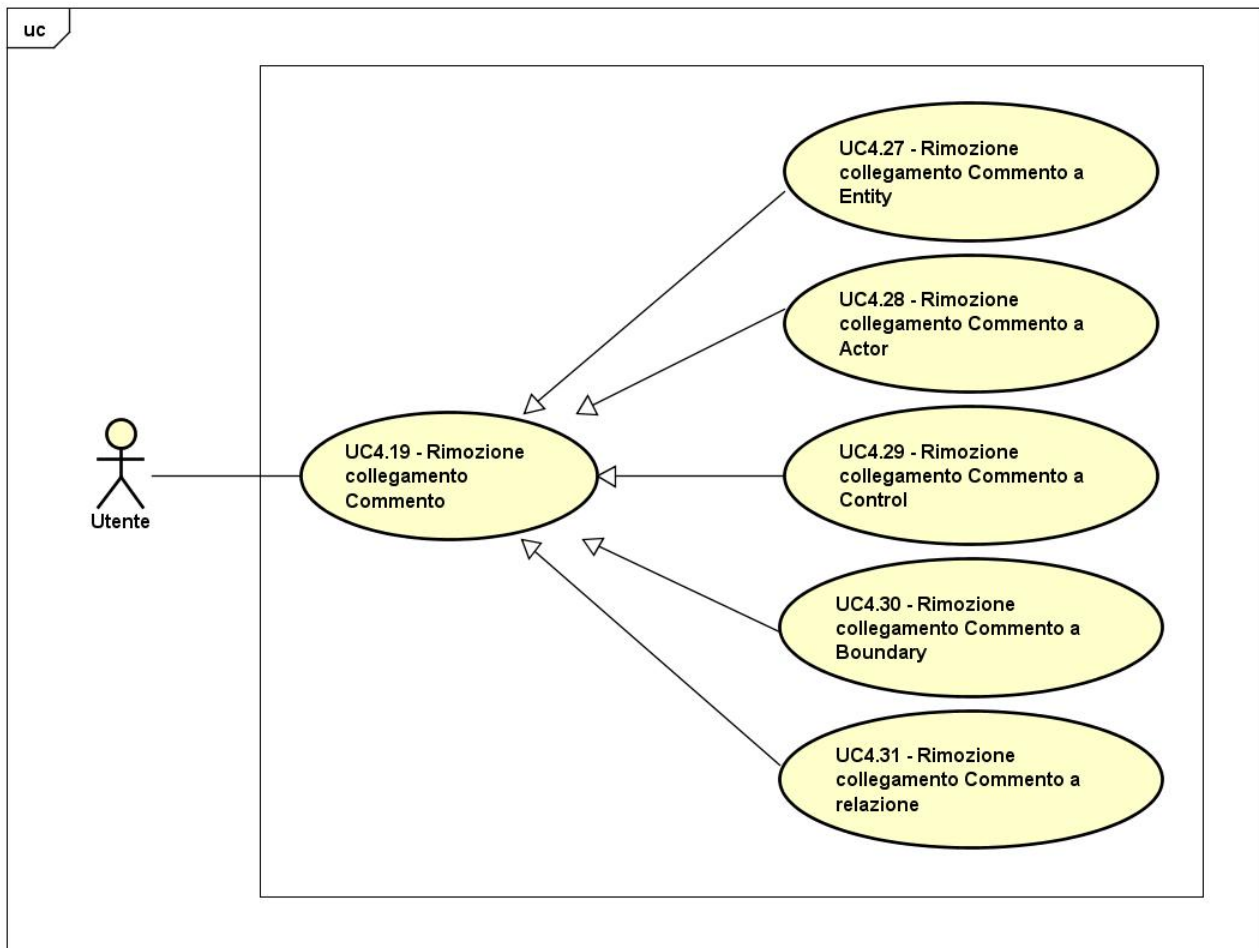 uc
UC4.27 - Rimozione
collegamento Commento a
Entity
UC4.28 - Rimozione
collegamento Commento a
Actor
UC4.19 - Rimozione
collegamento
Commento
UC4.29 - Rimozione
collegamento Commento a
Control
Utente
UC4.30 - Rimozione
collegamento Commento a
Boundary
UC4.31 - Rimozione
collegamento Commento a
relazione